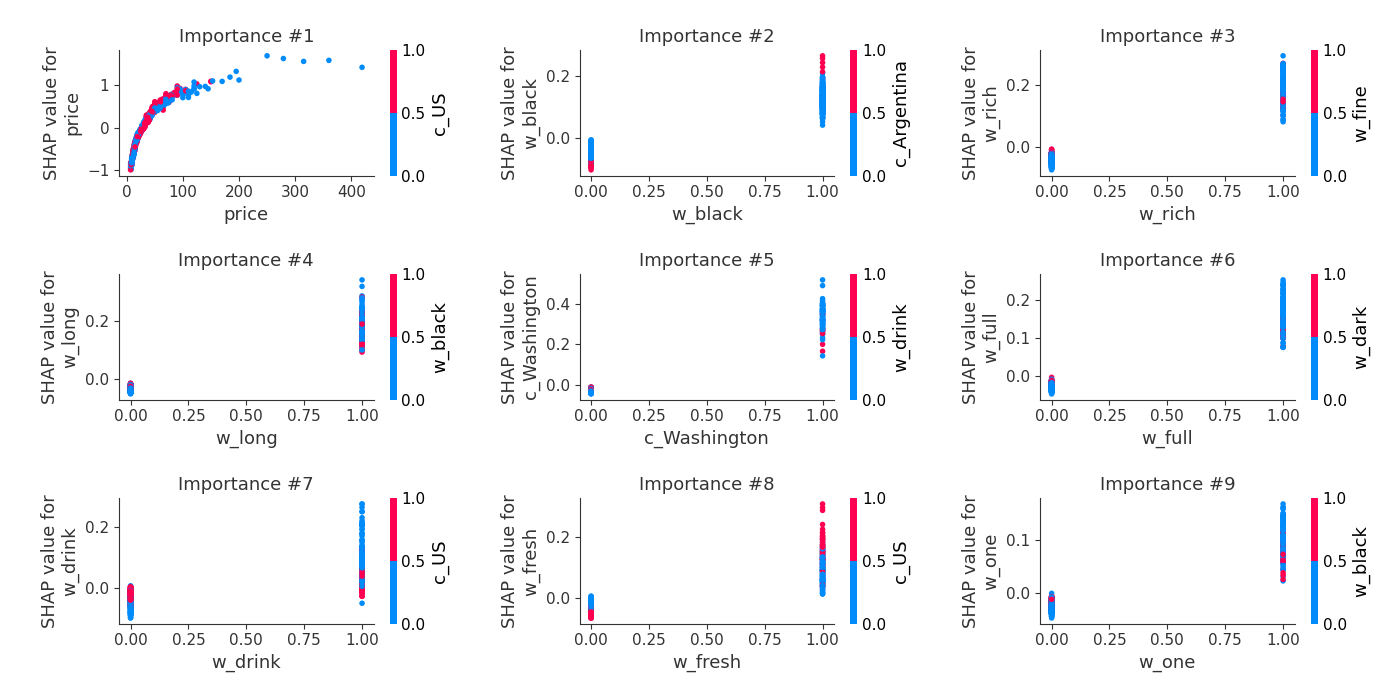 Importance #1
SHAP value for
price
1
0
−1
0
100
200
300
400
price
1.0
0.5
0.0
c_US
Importance #2
SHAP value for
w_black
0.2
0.0
0.00
0.25
0.50
0.75
1.00
w_black
1.0
0.5
0.0
c_Argentina
Importance #3
SHAP value for
w_rich
0.2
0.0
0.00
0.25
0.50
0.75
1.00
w_rich
1.0
0.5
0.0
w_fine
Importance #4
SHAP value for
w_long
0.2
0.0
0.00
0.25
0.50
0.75
1.00
w_long
1.0
0.5
0.0
w_black
Importance #5
SHAP value for
c_Washington
0.4
0.2
0.0
0.00
0.25
0.50
0.75
1.00
c_Washington
1.0
0.5
0.0
w_drink
Importance #6
SHAP value for
w_full
0.2
0.1
0.0
0.00
0.25
0.50
0.75
1.00
w_full
1.0
0.5
0.0
w_dark
Importance #7
SHAP value for
w_drink
0.2
0.0
0.00
0.25
0.50
0.75
1.00
w_drink
1.0
0.5
0.0
c_US
Importance #8
SHAP value for
w_fresh
0.2
0.0
0.00
0.25
0.50
0.75
1.00
w_fresh
1.0
0.5
0.0
c_US
Importance #9
SHAP value for
w_one
0.1
0.0
0.00
0.25
0.50
0.75
1.00
w_one
1.0
0.5
0.0
w_black